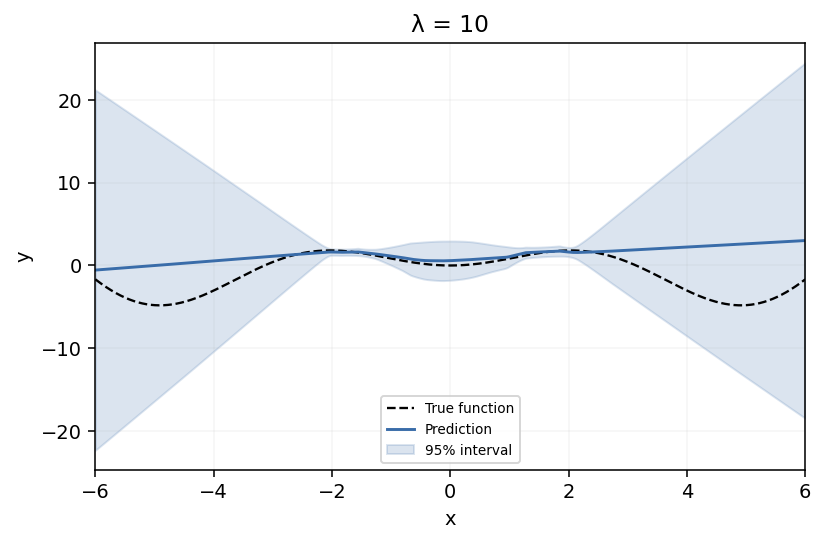 λ = 10
y
20
10
0
−10
−20
True function
Prediction
95% interval
−6
−4
−2
0
2
4
6
x